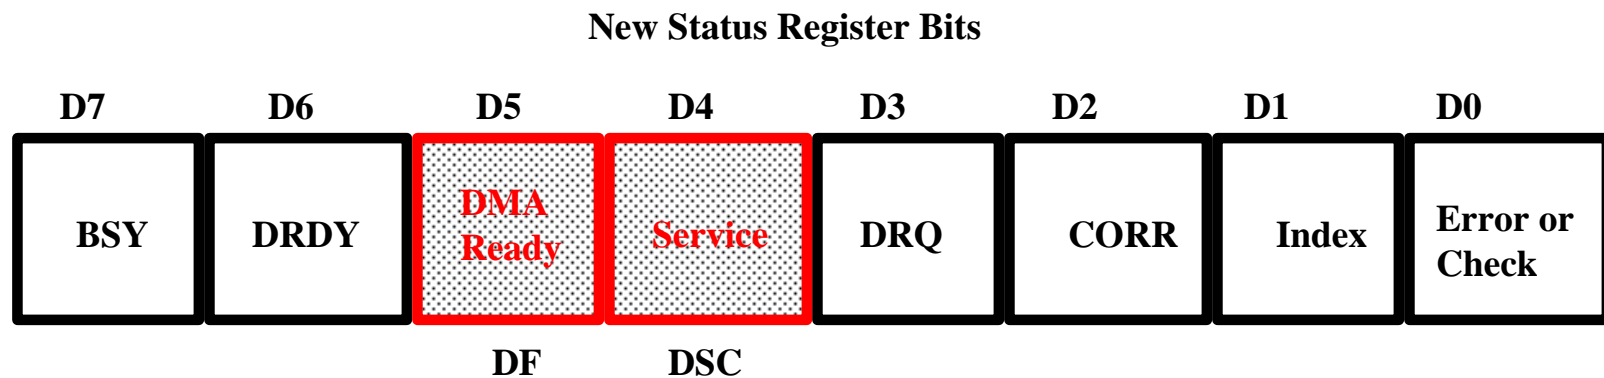 New Status Register Bits
D7 D6 D5 D4 D3 D2 D1 D0
BSY DRDY DMA Ready Service DRQ CORR Index Error or Check
DF DSC